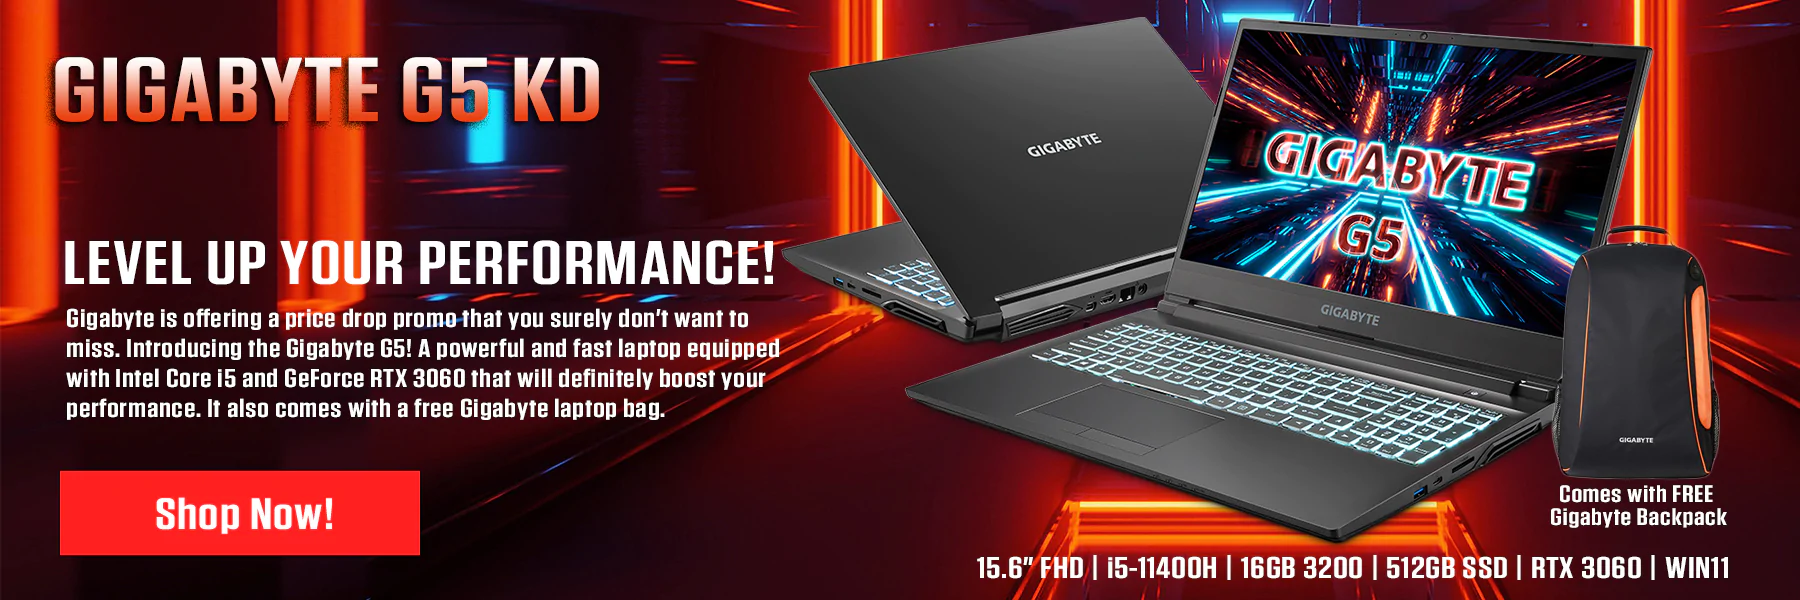 GIGABYTE G5 KD
LEVEL UP YOUR PERFORMANCE!
Gigabyte is offering a price drop promo that you surely don't want to
miss. Introducing the Gigabyte G5! A powerful and fast laptop equipped
with Intel Core i5 and GeForce RTX 3060 that will definitely boost your
performance. It also comes with a free Gigabyte laptop bag.
Shop Now!
GIGABYTE
GIGABYTE
G5
GIGABYTE
GIGABYTE
Comes with FREE
Gigabyte Backpack
15.6" FHD | i5-11400H | 16GB 3200 | 512GB SSD | RTX 3060 | WIN11